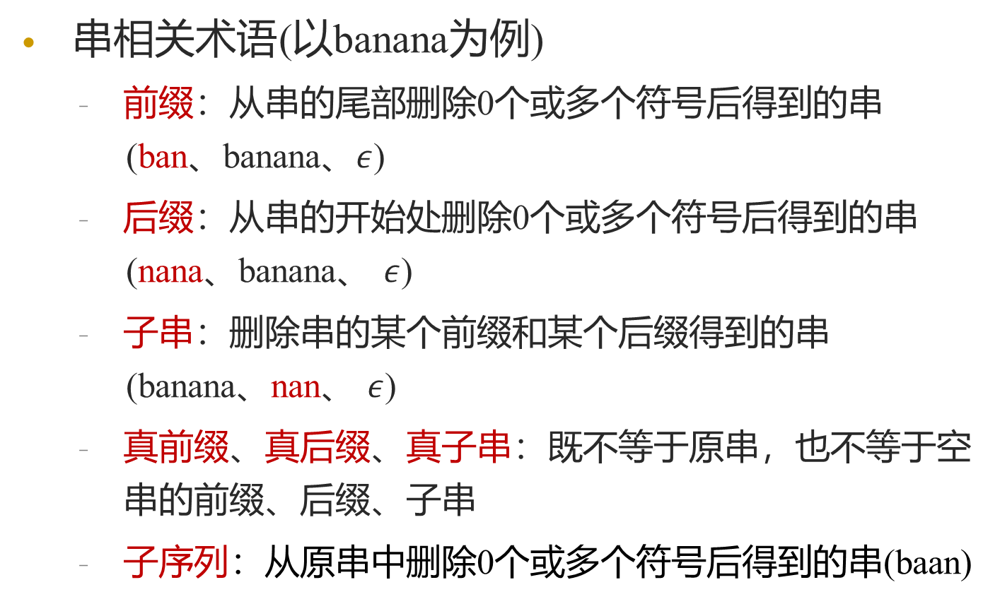 • 串相关术语(以banana为例)
– 前缀：从串的尾部删除0个或多个符号后得到的串
(ban、banana、ϵ)
– 后缀：从串的开始处删除0个或多个符号后得到的串
(nana、banana、ϵ)
– 子串：删除串的某个前缀和某个后缀得到的串
(banana、nan、ϵ)
– 真前缀、真后缀、真子串：既不等于原串，也不等于空
串的前缀、后缀、子串
– 子序列：从原串中删除0个或多个符号后得到的串(baan)